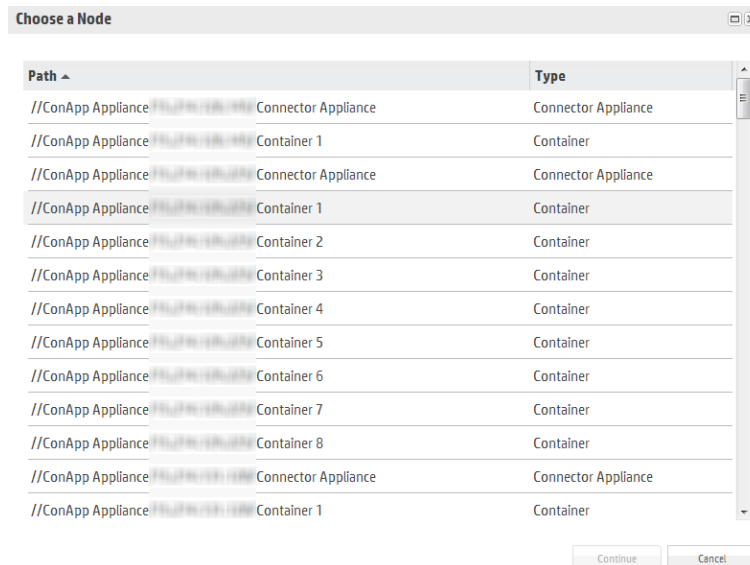 Choose a Node
Path Type
//ConApp Appliance Connector Appliance Connector Appliance
//ConApp Appliance Container 1 Container
//ConApp Appliance Connector Appliance Connector Appliance
//ConApp Appliance Container 1 Container
//ConApp Appliance Container 2 Container
//ConApp Appliance Container 3 Container
//ConApp Appliance Container 4 Container
//ConApp Appliance Container 5 Container
//ConApp Appliance Container 6 Container
//ConApp Appliance Container 7 Container
//ConApp Appliance Container 8 Container
//ConApp Appliance Connector Appliance Connector Appliance
//ConApp Appliance Container 1 Container
Continue Cancel